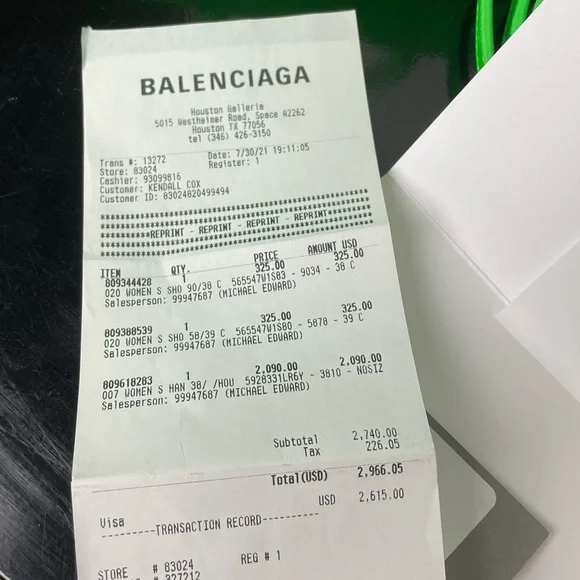 BALENCIAGA
Houston Galleria
5015 Westheimer Road, Space A2262
Houston TX 77056
tel (346) 426-3150
Trans #: 13272 Date: 7/30/21 19:11:05
Store: 83024 Register: 1
Cashier: 93099816
Customer: KENDALL COX
Customer ID: 83024820499494
REPRINT - REPRINT - REPRINT - REPRINT
ITEM QTY. PRICE AMOUNT USD
809344428 1 325.00 325.00
020 WOMEN S SHO 90/38 C 565547W1S83 - 9034 - 38 C
Salesperson: 99947687 (MICHAEL EDWARD)
809380539 1 325.00 325.00
020 WOMEN S SHO 58/39 C 565547W1S80 - 5878 - 39 C
Salesperson: 99947687 (MICHAEL EDWARD)
809618283 1 2,090.00 2,090.00
007 WOMEN S HAN 38/ /HOU 5928331LR6Y - 3810 - NOSIZ
Salesperson: 99947687 (MICHAEL EDWARD)
Subtotal 2,740.00
Tax 226.05
Total(USD) 2,966.05
Visa USD 2,615.00
----------TRANSACTION RECORD----------
STORE # 83024 REG # 1
# 327212